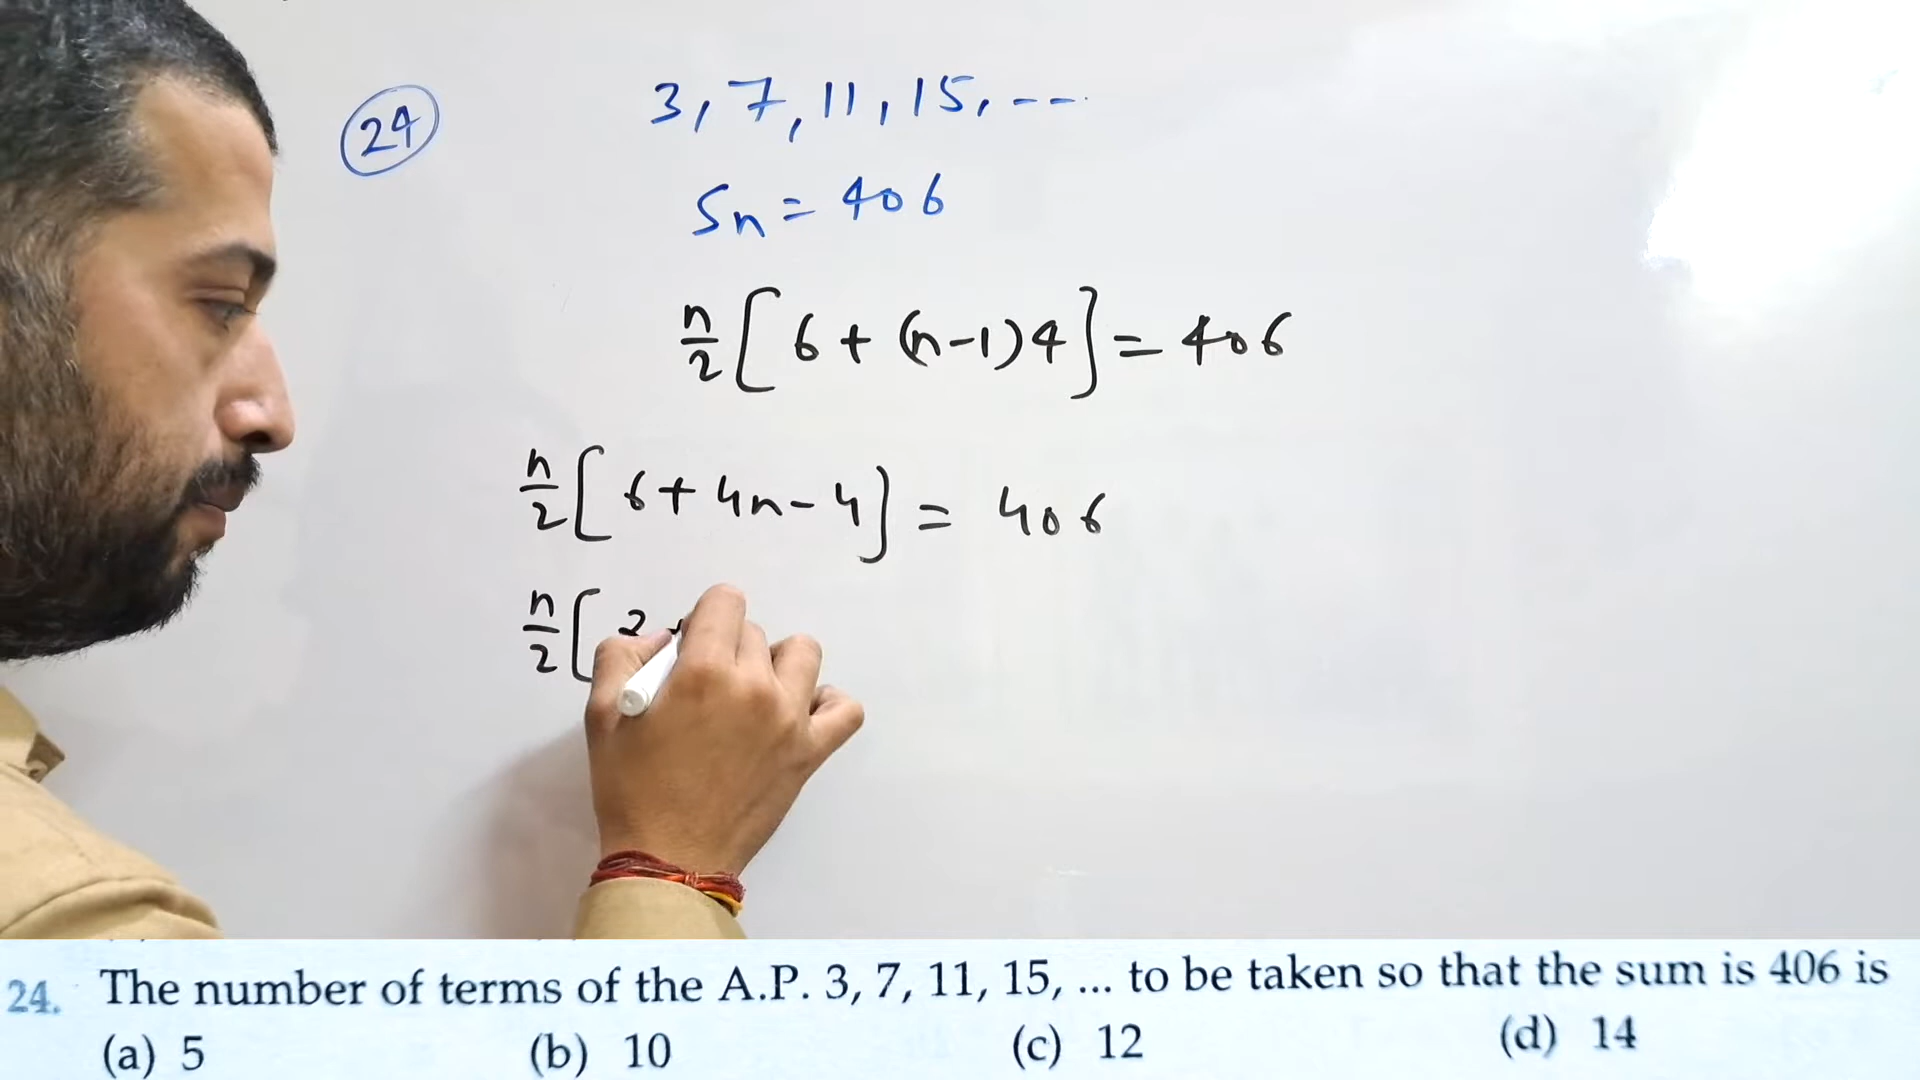 24
3, 7, 11, 15, ---
Sn = 406
n/2 [ 6 + (n-1)4 ] = 406
n/2 [ 6 + 4n - 4 ] = 406
n/2 [ 2
24. The number of terms of the A.P. 3, 7, 11, 15, ... to be taken so that the sum is 406 is
(a) 5 (b) 10 (c) 12 (d) 14